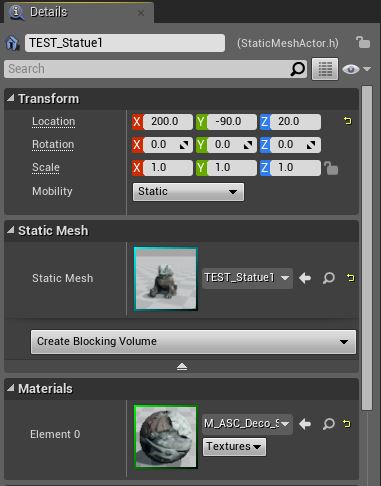 Details
TEST_Statue1 (StaticMeshActor.h)
Search
Transform
Location X 200.0 Y -90.0 Z 20.0
Rotation X 0.0 Y 0.0 Z 0.0
Scale X 1.0 Y 1.0 Z 1.0
Mobility Static
Static Mesh
Static Mesh TEST_Statue1
Create Blocking Volume
Materials
Element 0 M_ASC_Deco_S
Textures